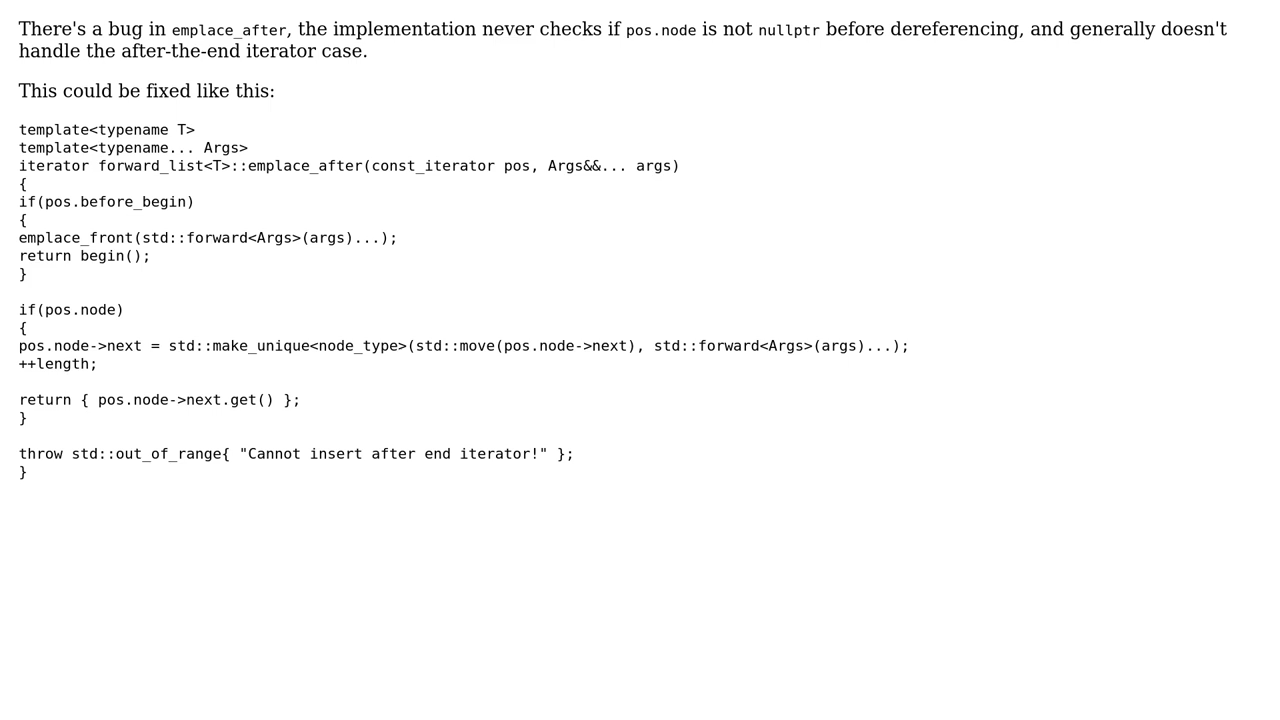 There's a bug in emplace_after, the implementation never checks if pos.node is not nullptr before dereferencing, and generally doesn't
handle the after-the-end iterator case.
This could be fixed like this:
template<typename T>
template<typename... Args>
iterator forward_list<T>::emplace_after(const_iterator pos, Args&&... args)
{
if(pos.before_begin)
{
emplace_front(std::forward<Args>(args)...);
return begin();
}
if(pos.node)
{
pos.node->next = std::make_unique<node_type>(std::move(pos.node->next), std::forward<Args>(args)...);
++length;
return { pos.node->next.get() };
}
throw std::out_of_range{ "Cannot insert after end iterator!" };
}